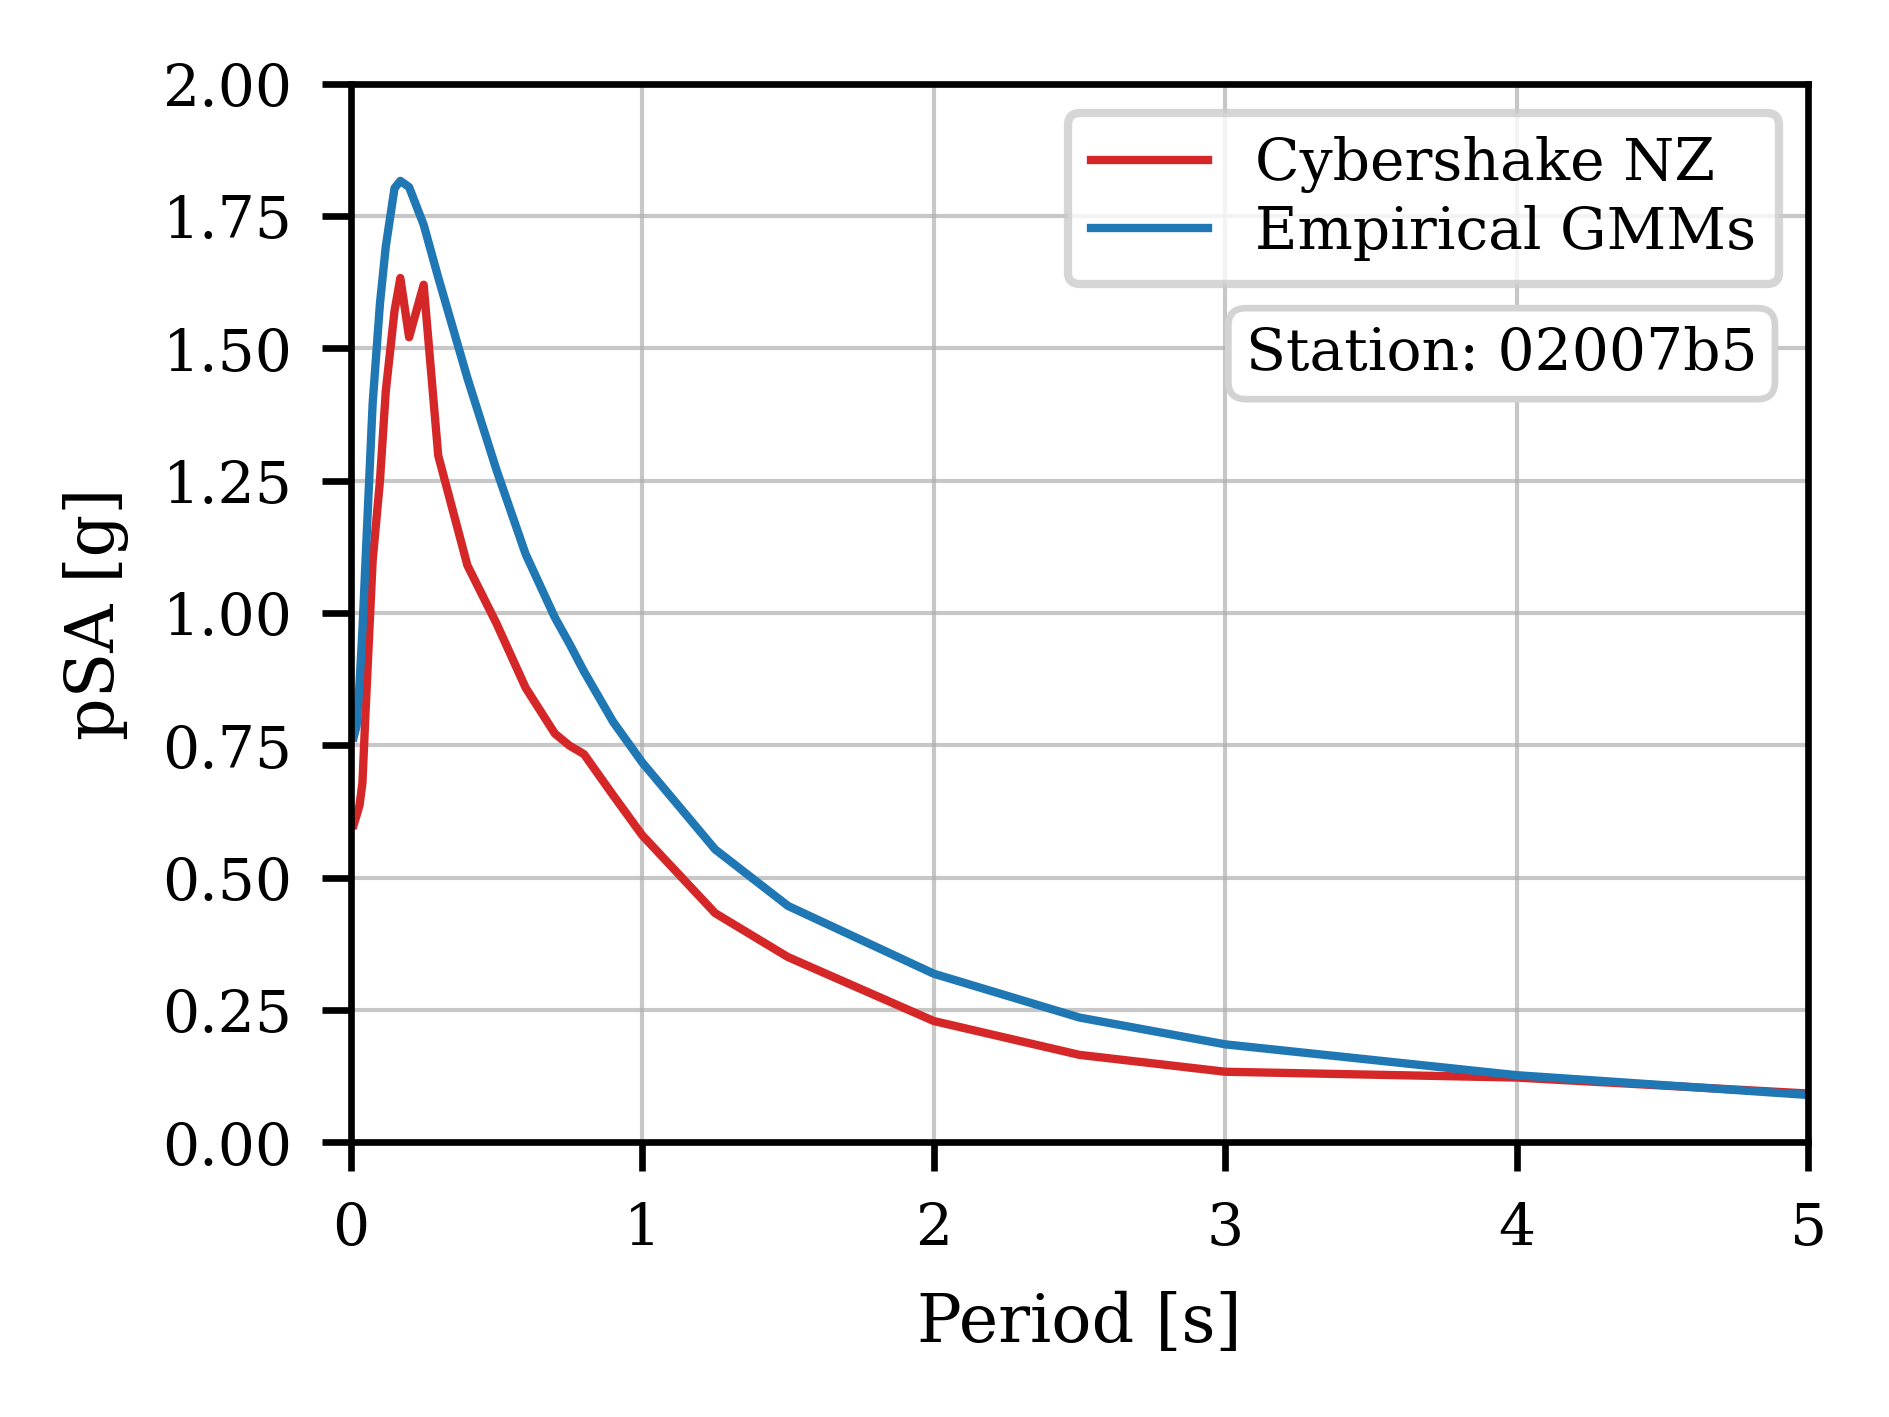 2.00
1.75
1.50
1.25
1.00
0.75
0.50
0.25
0.00
pSA [g]
Cybershake NZ
Empirical GMMs
Station: 02007b5
0 1 2 3 4 5
Period [s]